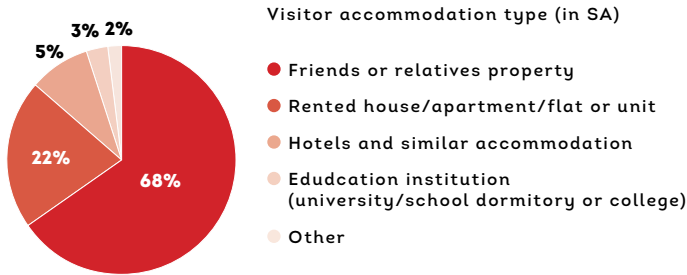 Visitor accommodation type (in SA)
3% 2%
5%
22%
68%
Friends or relatives property
Rented house/apartment/flat or unit
Hotels and similar accommodation
Edudcation institution
(university/school dormitory or college)
Other